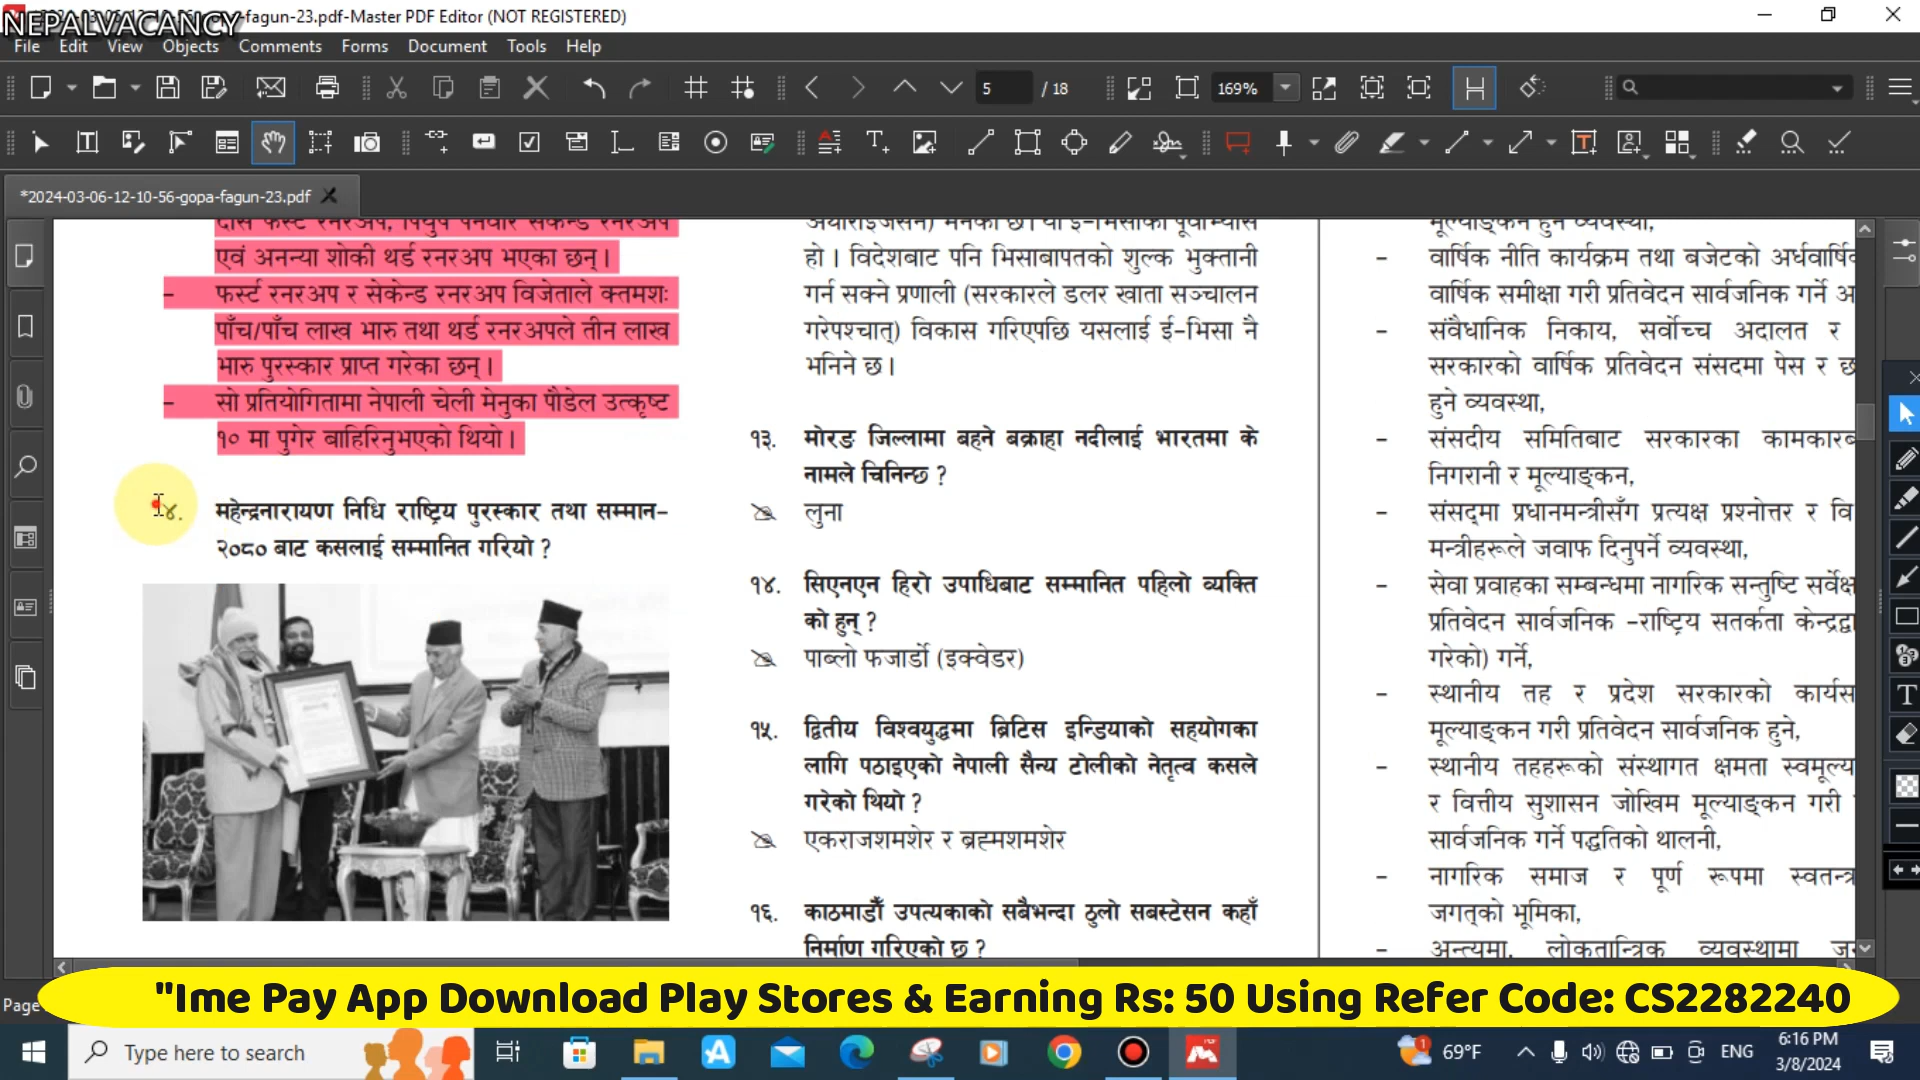 NEPALVACANCY
fagun-23.pdf-Master PDF Editor (NOT REGISTERED)
File Edit View Objects Comments Forms Document Tools Help
5 / 18
169%
*2024-03-06-12-10-56-gopa-fagun-23.pdf
एवं अनन्या शोकी थर्ड रनरअप भएका छन् ।
– फर्स्ट रनरअप र सेकेन्ड रनरअप विजेताले क्तमशः
पाँच/पाँच लाख भारु तथा थर्ड रनरअपले तीन लाख
भारु पुरस्कार प्राप्त गरेका छन् ।
– सो प्रतियोगितामा नेपाली चेली मेनुका पौडेल उत्कृष्ट
१० मा पुगेर बाहिरिनुभएको थियो ।
४. महेन्द्रनारायण निधि राष्ट्रिय पुरस्कार तथा सम्मान–
२०८० बाट कसलाई सम्मानित गरियो ?
हो । विदेशबाट पनि भिसाबापतको शुल्क भुक्तानी
गर्न सक्ने प्रणाली (सरकारले डलर खाता सञ्चालन
गरेपश्चात्) विकास गरिएपछि यसलाई ई–भिसा नै
भनिने छ ।
१३. मोरङ जिल्लामा बहने बक्राहा नदीलाई भारतमा के
नामले चिनिन्छ ?
लुना
१४. सिएनएन हिरो उपाधिबाट सम्मानित पहिलो व्यक्ति
को हुन् ?
पाब्लो फजार्डो (इक्वेडर)
१५. द्वितीय विश्वयुद्धमा ब्रिटिस इन्डियाको सहयोगका
लागि पठाइएको नेपाली सैन्य टोलीको नेतृत्व कसले
गरेको थियो ?
एकराजशमशेर र ब्रह्मशमशेर
१६. काठमाडौँ उपत्यकाको सबैभन्दा ठुलो सबस्टेसन कहाँ
निर्माण गरिएको छ ?
मूल्याङ्कन हुने व्यवस्था,
– वार्षिक नीति कार्यक्रम तथा बजेटको
वार्षिक समीक्षा गरी प्रतिवेदन सार्वजनिक गर्ने
– संवैधानिक निकाय, सर्वोच्च अदालत र
सरकारको वार्षिक प्रतिवेदन संसदमा पेस र
हुने व्यवस्था,
– संसदीय समितिबाट सरकारका
निगरानी र मूल्याङ्कन,
– संसद्मा प्रधानमन्त्रीसँग प्रत्यक्ष प्रश्नोत्तर र
मन्त्रीहरूले जवाफ दिनुपर्ने व्यवस्था,
– सेवा प्रवाहका सम्बन्धमा नागरिक सन्तुष्टि
प्रतिवेदन सार्वजनिक –राष्ट्रिय सतर्कता
गरेको) गर्ने,
– स्थानीय तह र प्रदेश सरकारको
मूल्याङ्कन गरी प्रतिवेदन सार्वजनिक हुने,
– स्थानीय तहहरूको संस्थागत क्षमता
र वित्तीय सुशासन जोखिम मूल्याङ्कन गरी
सार्वजनिक गर्ने पद्धतिको थालनी,
– नागरिक समाज र पूर्ण रूपमा
जगत्को भूमिका,
– अन्त्यमा, लोकतान्त्रिक व्यवस्थामा
Page
"Ime Pay App Download Play Stores & Earning Rs: 50 Using Refer Code: CS2282240
Type here to search
69°F
ENG
6:16 PM
3/8/2024